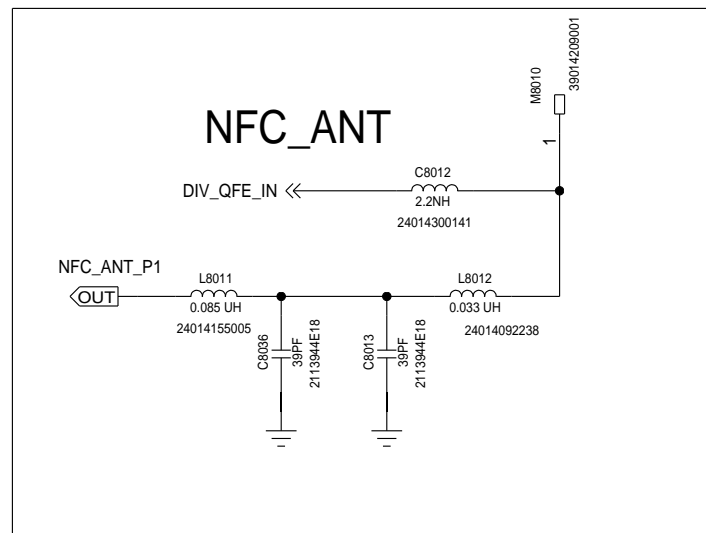 M8010
39014209001
1
NFC_ANT
C8012
DIV_QFE_IN
2.2NH
24014300141
NFC_ANT_P1
L8011
L8012
OUT
0.085 UH
0.033 UH
24014155005
24014092238
C8036
39PF
2113944E18
C8013
39PF
2113944E18